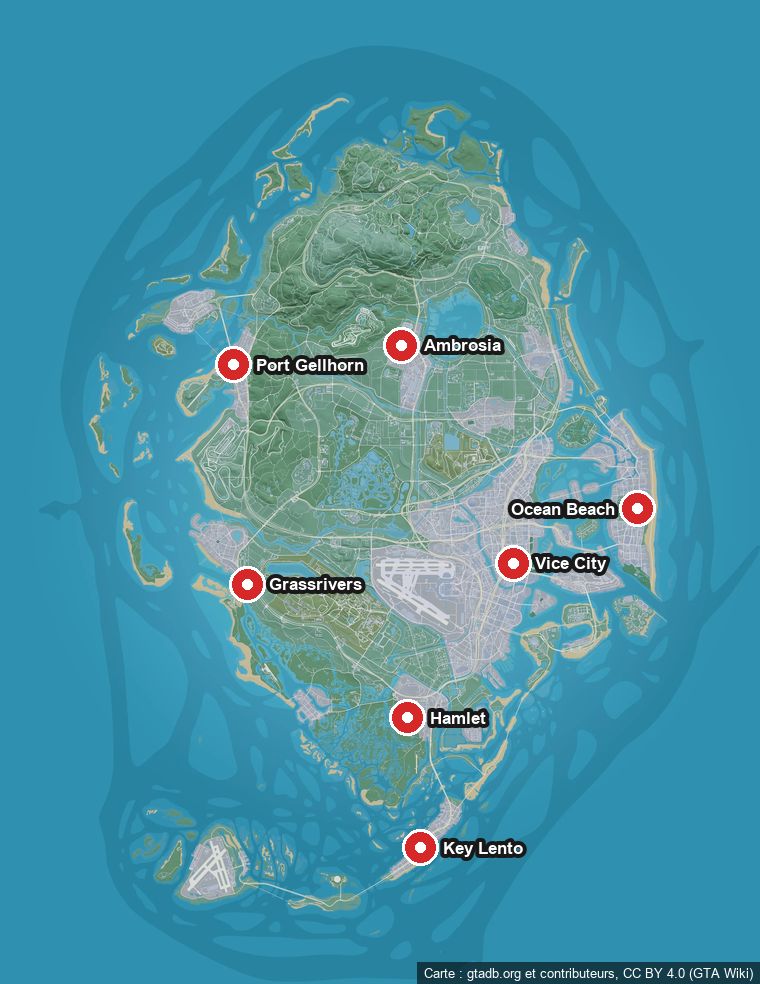 Ambrosia
Port Gellhorn
Ocean Beach
Vice City
Grassrivers
Hamlet
Key Lento
Carte : gtadb.org et contributeurs, CC BY 4.0 (GTA Wiki)